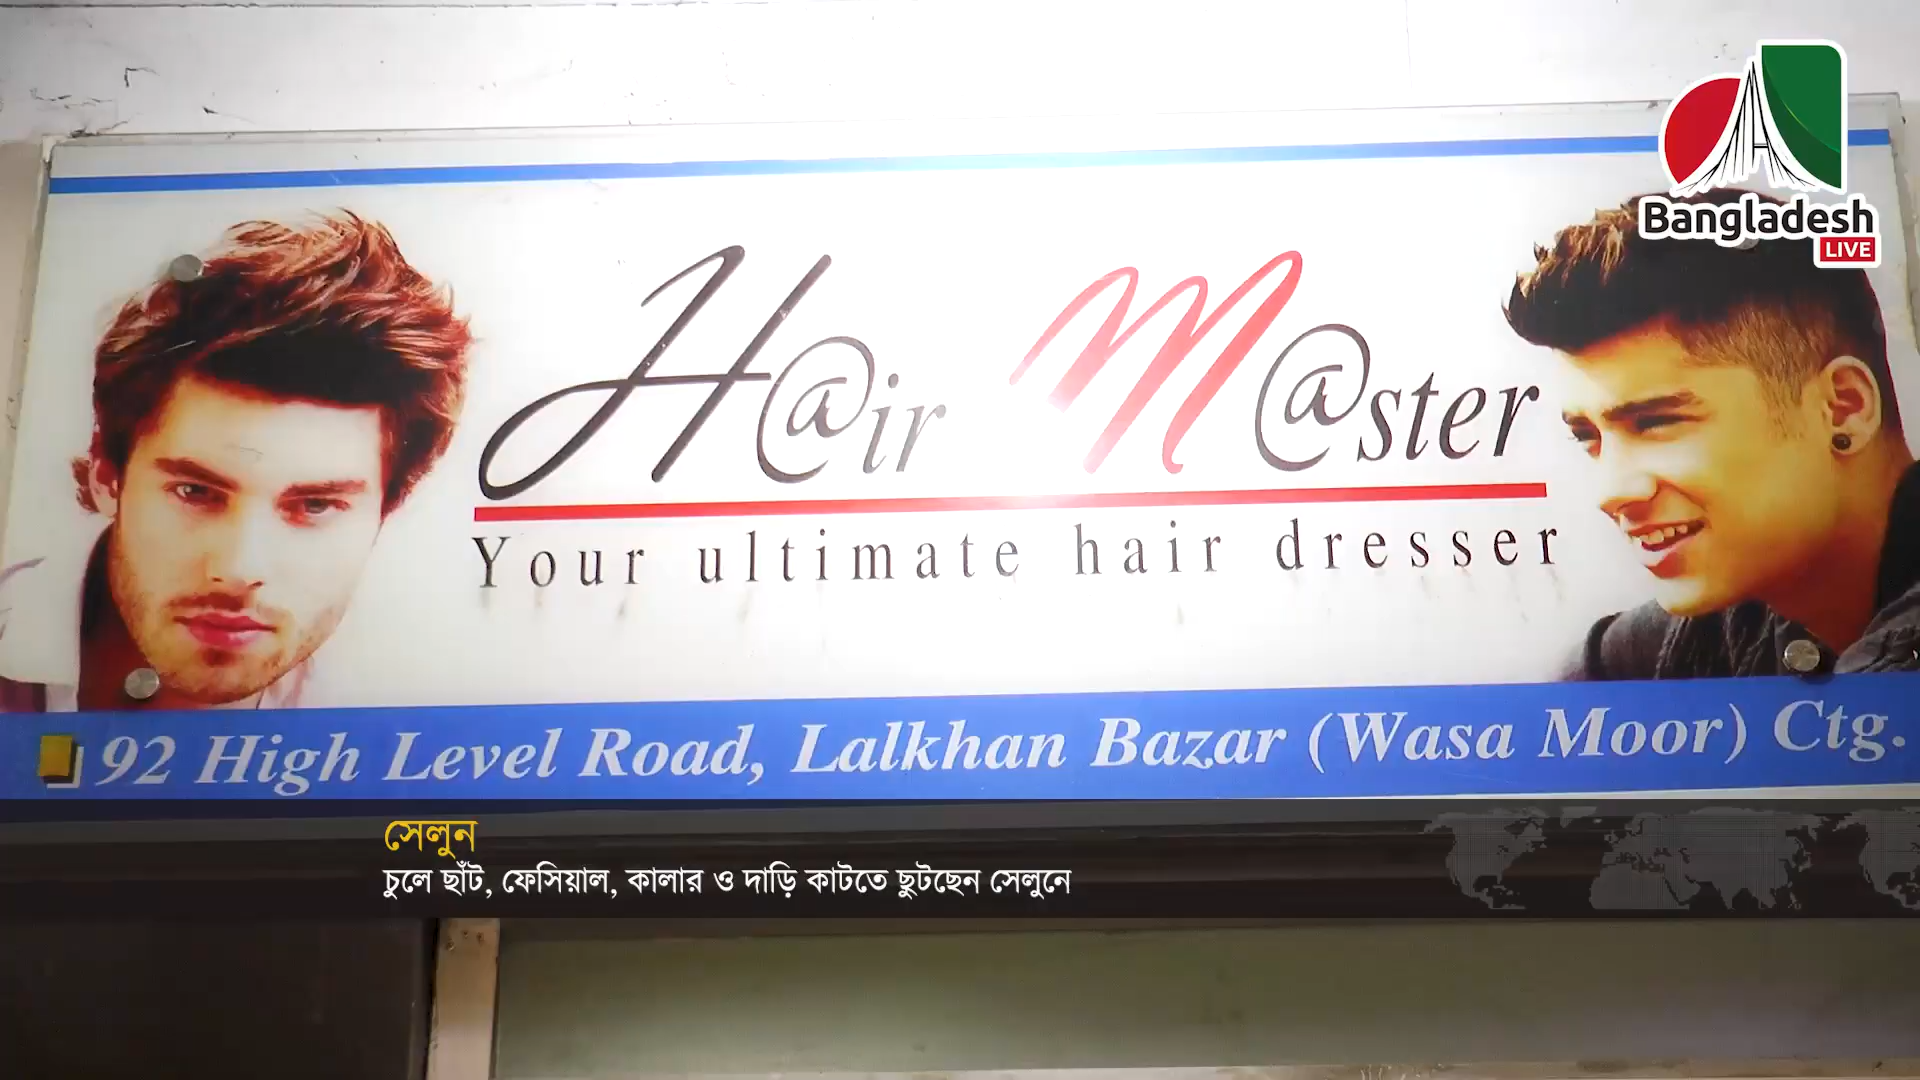 Bangladesh
LIVE
H@ir M@ster
Your ultimate hair dresser
92 High Level Road, Lalkhan Bazar (Wasa Moor) Ctg.
সেলুন
চুলে ছাঁট, ফেসিয়াল, কালার ও দাড়ি কাটতে ছুটছেন সেলুনে